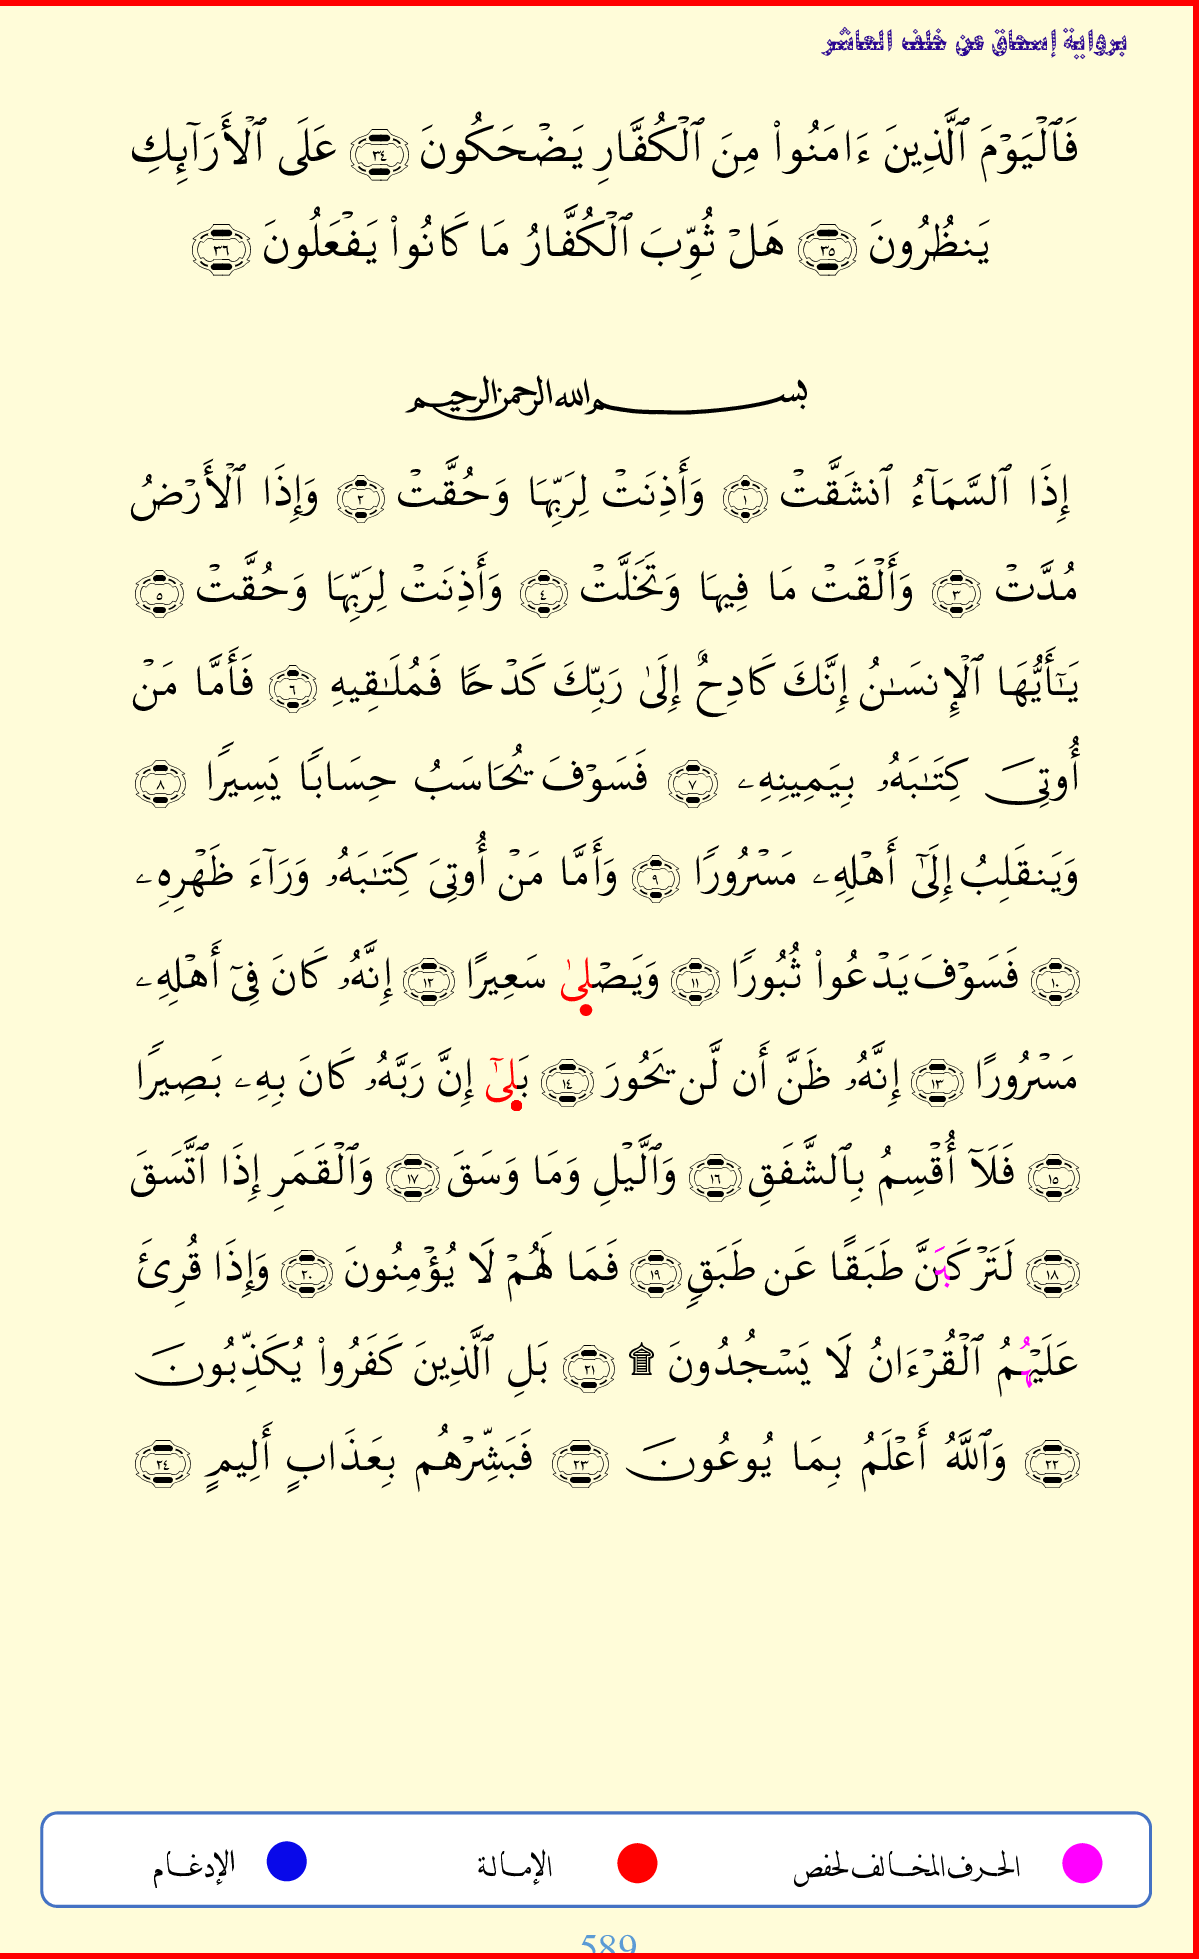 برواية إسحاق عن خلف العاشر
فَٱلۡيَوۡمَ ٱلَّذِينَ ءَامَنُواْ مِنَ ٱلۡكُفَّارِ يَضۡحَكُونَ ٣٤ عَلَى ٱلۡأَرَآئِكِ
يَنظُرُونَ ٣٥ هَلۡ ثُوِّبَ ٱلۡكُفَّارُ مَا كَانُواْ يَفۡعَلُونَ ٣٦
بسم الله الرحمن الرحيم
إِذَا ٱلسَّمَآءُ ٱنشَقَّتۡ ١ وَأَذِنَتۡ لِرَبِّهَا وَحُقَّتۡ ٢ وَإِذَا ٱلۡأَرۡضُ
مُدَّتۡ ٣ وَأَلۡقَتۡ مَا فِيهَا وَتَخَلَّتۡ ٤ وَأَذِنَتۡ لِرَبِّهَا وَحُقَّتۡ ٥
يَـٰٓأَيُّهَا ٱلۡإِنسَـٰنُ إِنَّكَ كَادِحٌ إِلَىٰ رَبِّكَ كَدۡحًا فَمُلَـٰقِيهِ ٦ فَأَمَّا مَنۡ
أُوتِيَ كِتَـٰبَهُۥ بِيَمِينِهِۦ ٧ فَسَوۡفَ يُحَاسَبُ حِسَابًا يَسِيرًا ٨
وَيَنقَلِبُ إِلَىٰٓ أَهۡلِهِۦ مَسۡرُورًا ٩ وَأَمَّا مَنۡ أُوتِيَ كِتَـٰبَهُۥ وَرَآءَ ظَهۡرِهِۦ
١٠ فَسَوۡفَ يَدۡعُواْ ثُبُورًا ١١ وَيَصۡلىٰ سَعِيرًا ١٢ إِنَّهُۥ كَانَ فِيٓ أَهۡلِهِۦ
مَسۡرُورًا ١٣ إِنَّهُۥ ظَنَّ أَن لَّن يَحُورَ ١٤ بَلىٰٓ إِنَّ رَبَّهُۥ كَانَ بِهِۦ بَصِيرًا
١٥ فَلَآ أُقۡسِمُ بِٱلشَّفَقِ ١٦ وَٱلَّيۡلِ وَمَا وَسَقَ ١٧ وَٱلۡقَمَرِ إِذَا ٱتَّسَقَ
١٨ لَتَرۡكَبَنَّ طَبَقًا عَن طَبَقٍ ١٩ فَمَا لَهُمۡ لَا يُؤۡمِنُونَ ٢٠ وَإِذَا قُرِئَ
عَلَيۡهُمُ ٱلۡقُرۡءَانُ لَا يَسۡجُدُونَ ۩ ٢١ بَلِ ٱلَّذِينَ كَفَرُواْ يُكَذِّبُونَ
٢٢ وَٱللَّهُ أَعۡلَمُ بِمَا يُوعُونَ ٢٣ فَبَشِّرۡهُم بِعَذَابٍ أَلِيمٍ ٢٤
الحرف المخالف لحفص الإمالة الإدغام
589